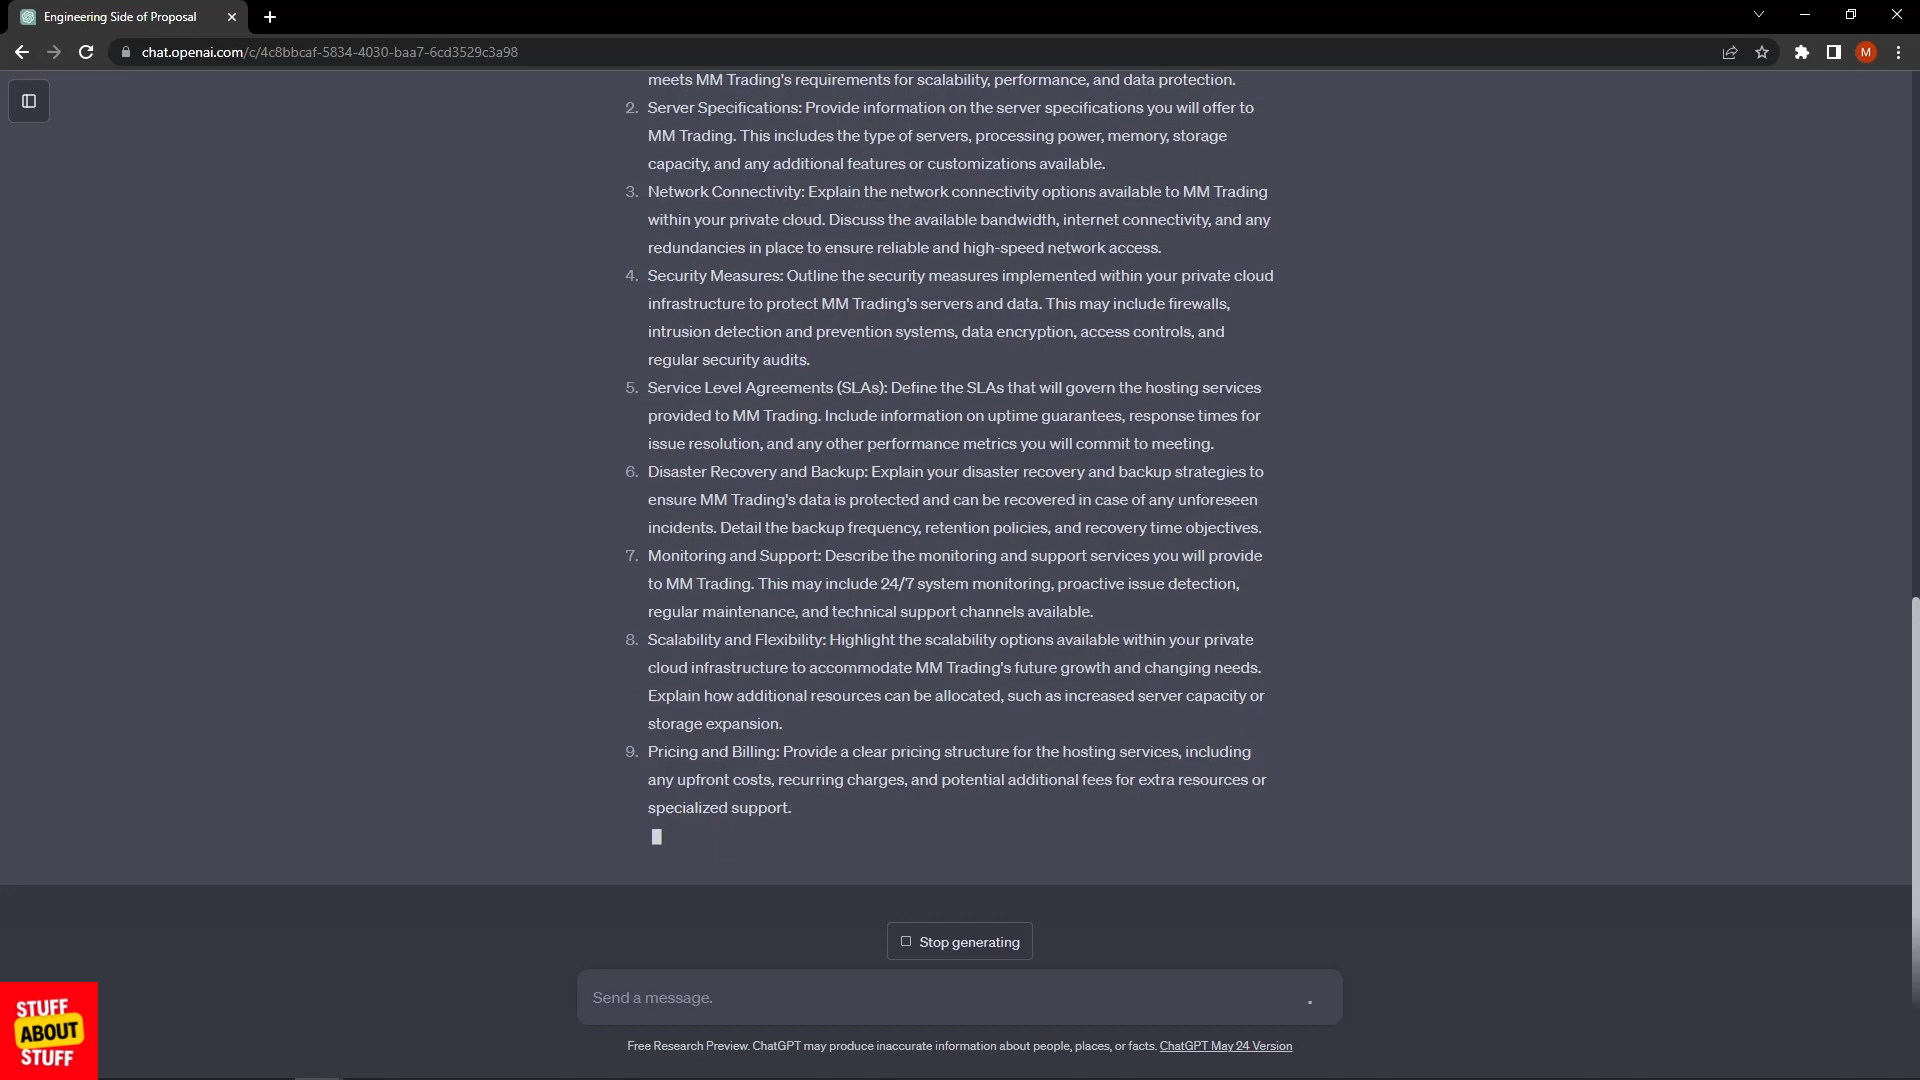 Engineering Side of Proposal
chat.openai.com/c/4c8bbcaf-5834-4030-baa7-6cd3529c3a98
M
meets MM Trading's requirements for scalability, performance, and data protection.
2. Server Specifications: Provide information on the server specifications you will offer to
MM Trading. This includes the type of servers, processing power, memory, storage
capacity, and any additional features or customizations available.
3. Network Connectivity: Explain the network connectivity options available to MM Trading
within your private cloud. Discuss the available bandwidth, internet connectivity, and any
redundancies in place to ensure reliable and high-speed network access.
4. Security Measures: Outline the security measures implemented within your private cloud
infrastructure to protect MM Trading's servers and data. This may include firewalls,
intrusion detection and prevention systems, data encryption, access controls, and
regular security audits.
5. Service Level Agreements (SLAs): Define the SLAs that will govern the hosting services
provided to MM Trading. Include information on uptime guarantees, response times for
issue resolution, and any other performance metrics you will commit to meeting.
6. Disaster Recovery and Backup: Explain your disaster recovery and backup strategies to
ensure MM Trading's data is protected and can be recovered in case of any unforeseen
incidents. Detail the backup frequency, retention policies, and recovery time objectives.
7. Monitoring and Support: Describe the monitoring and support services you will provide
to MM Trading. This may include 24/7 system monitoring, proactive issue detection,
regular maintenance, and technical support channels available.
8. Scalability and Flexibility: Highlight the scalability options available within your private
cloud infrastructure to accommodate MM Trading's future growth and changing needs.
Explain how additional resources can be allocated, such as increased server capacity or
storage expansion.
9. Pricing and Billing: Provide a clear pricing structure for the hosting services, including
any upfront costs, recurring charges, and potential additional fees for extra resources or
specialized support.
Stop generating
Send a message.
Free Research Preview. ChatGPT may produce inaccurate information about people, places, or facts. ChatGPT May 24 Version
STUFF
ABOUT
STUFF